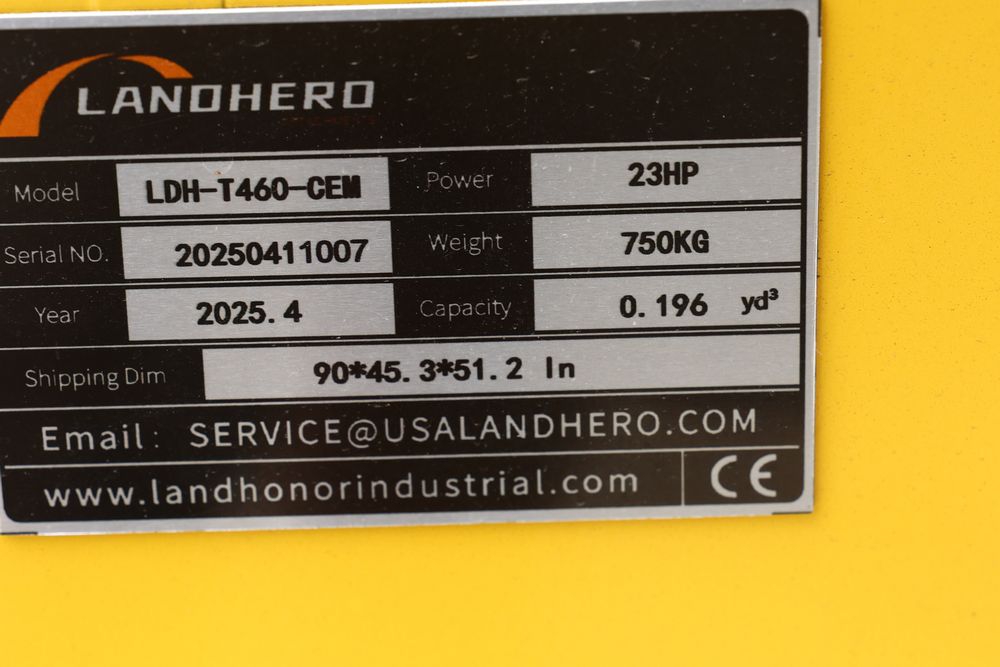 LANDHERO
Model LDH-T460-CEM Power 23HP
Serial NO. 20250411007 Weight 750KG
Year 2025.4 Capacity 0.196 yd³
Shipping Dim 90*45.3*51.2 In
Email: SERVICE@USALANDHERO.COM
www.landhonorindustrial.com CE